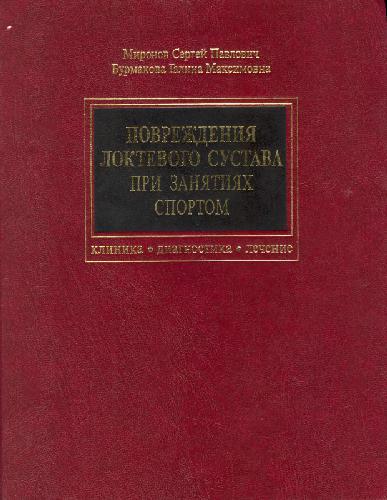 Миронов Сергей Павлович
Бурмакова Галина Максимовна
ПОВРЕЖДЕНИЯ
ЛОКТЕВОГО СУСТАВА
ПРИ ЗАНЯТИЯХ
СПОРТОМ
клиника • диагностика • лечение